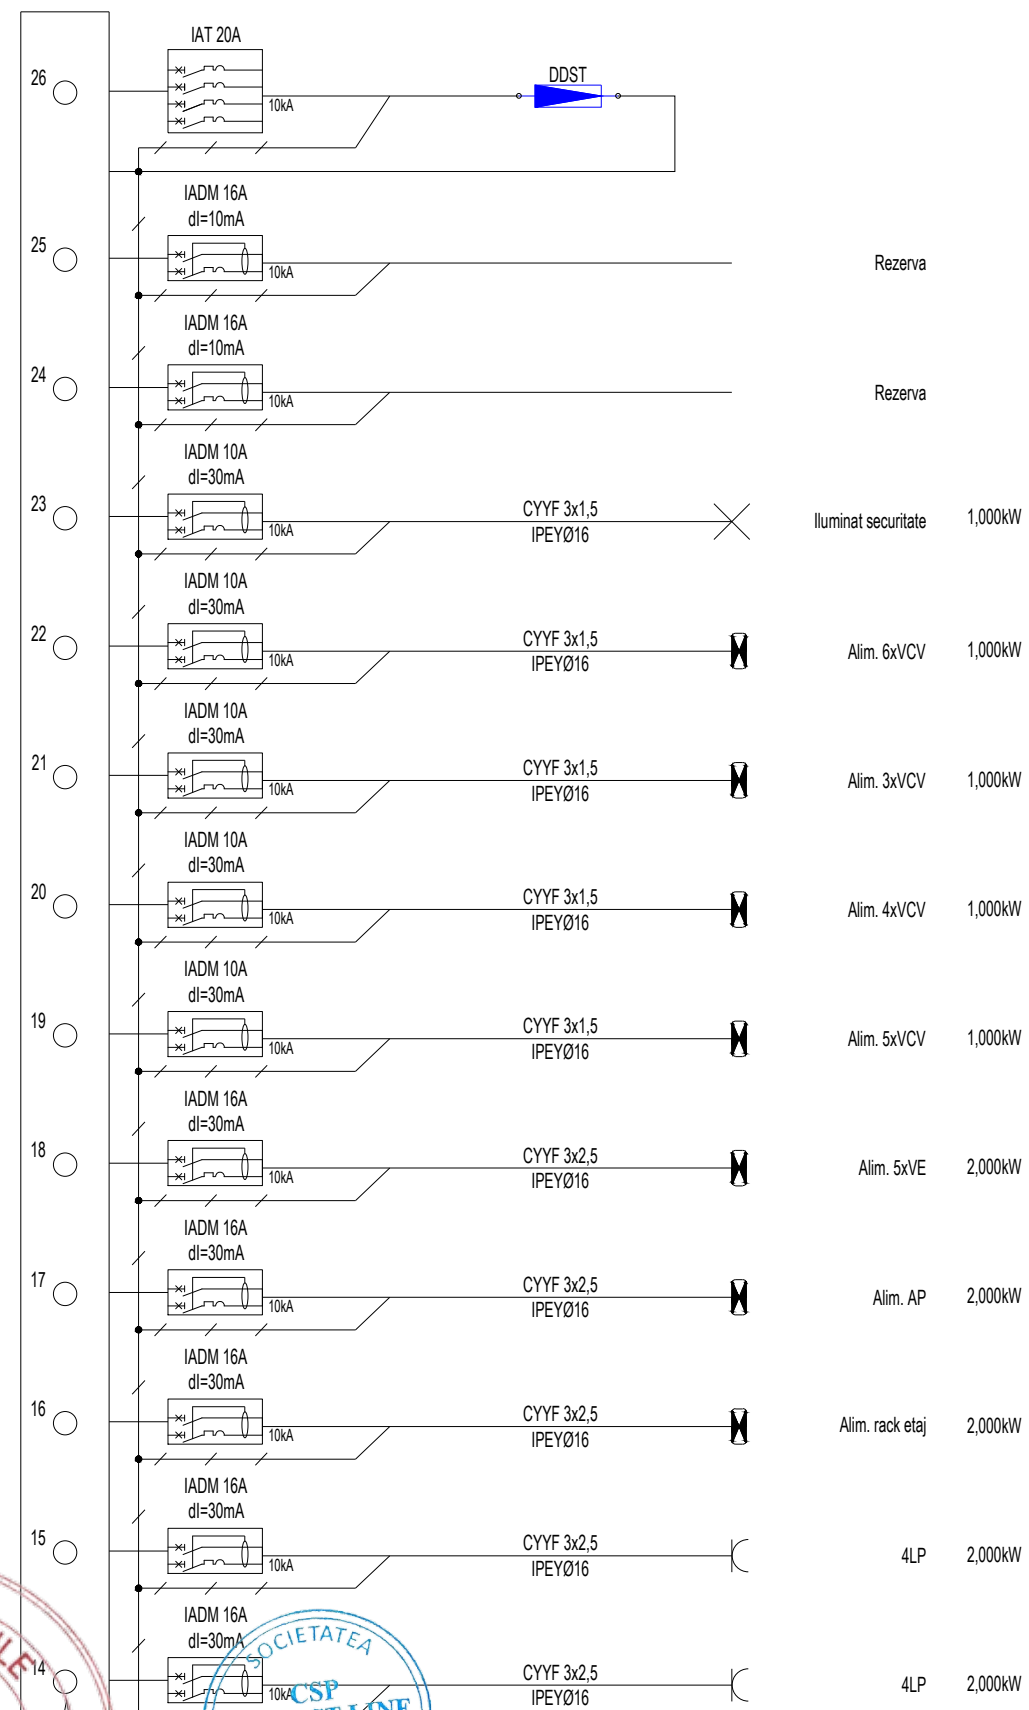 IAT 20A
26
10kA
DDST
IADM 16A
dI=10mA
25
10kA
Rezerva
IADM 16A
dI=10mA
24
10kA
Rezerva
IADM 10A
dI=30mA
23
10kA
CYYF 3x1,5
IPEYØ16
Iluminat securitate
1,000kW
IADM 10A
dI=30mA
22
10kA
CYYF 3x1,5
IPEYØ16
Alim. 6xVCV
1,000kW
IADM 10A
dI=30mA
21
10kA
CYYF 3x1,5
IPEYØ16
Alim. 3xVCV
1,000kW
IADM 10A
dI=30mA
20
10kA
CYYF 3x1,5
IPEYØ16
Alim. 4xVCV
1,000kW
IADM 10A
dI=30mA
19
10kA
CYYF 3x1,5
IPEYØ16
Alim. 5xVCV
1,000kW
IADM 16A
dI=30mA
18
10kA
CYYF 3x2,5
IPEYØ16
Alim. 5xVE
2,000kW
IADM 16A
dI=30mA
17
10kA
CYYF 3x2,5
IPEYØ16
Alim. AP
2,000kW
IADM 16A
dI=30mA
16
10kA
CYYF 3x2,5
IPEYØ16
Alim. rack etaj
2,000kW
IADM 16A
dI=30mA
15
10kA
CYYF 3x2,5
IPEYØ16
4LP
2,000kW
IADM 16A
dI=30mA
14
10kA
CYYF 3x2,5
IPEYØ16
4LP
2,000kW
SOCIETATEA
CSP
LINE